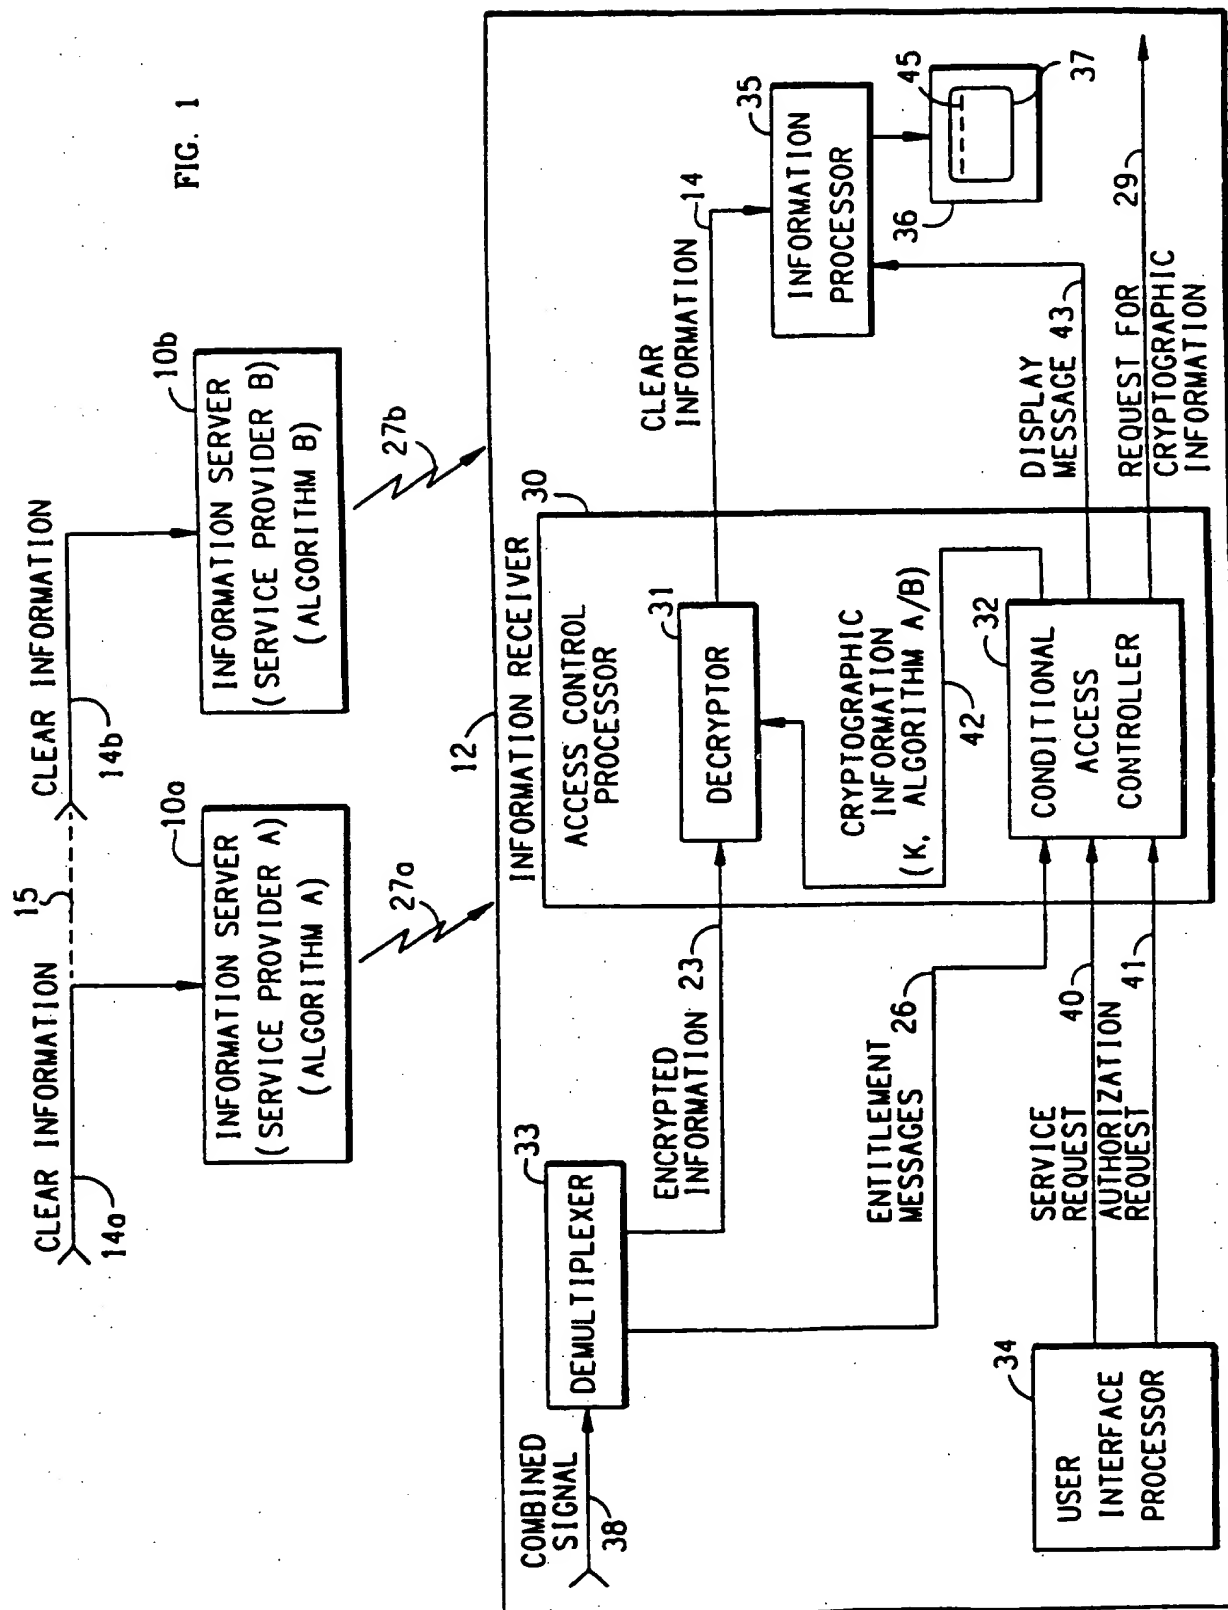 FIG. 1
CLEAR INFORMATION
14a
15
CLEAR INFORMATION
14b
10a
INFORMATION SERVER
(SERVICE PROVIDER A)
(ALGORITHM A)
10b
INFORMATION SERVER
(SERVICE PROVIDER B)
(ALGORITHM B)
27a
27b
12
INFORMATION RECEIVER
30
ACCESS CONTROL
PROCESSOR
COMBINED
SIGNAL
38
33
DEMULTIPLEXER
ENCRYPTED
INFORMATION 23
31
DECRYPTOR
CLEAR
INFORMATION
14
35
INFORMATION
PROCESSOR
36
45
37
ENTITLEMENT
MESSAGES
26
CRYPTOGRAPHIC
INFORMATION
(K, ALGORITHM A/B)
42
DISPLAY
MESSAGE 43
34
USER
INTERFACE
PROCESSOR
SERVICE
REQUEST
40
AUTHORIZATION
REQUEST
41
32
CONDITIONAL
ACCESS
CONTROLLER
REQUEST FOR
CRYPTOGRAPHIC
INFORMATION
29